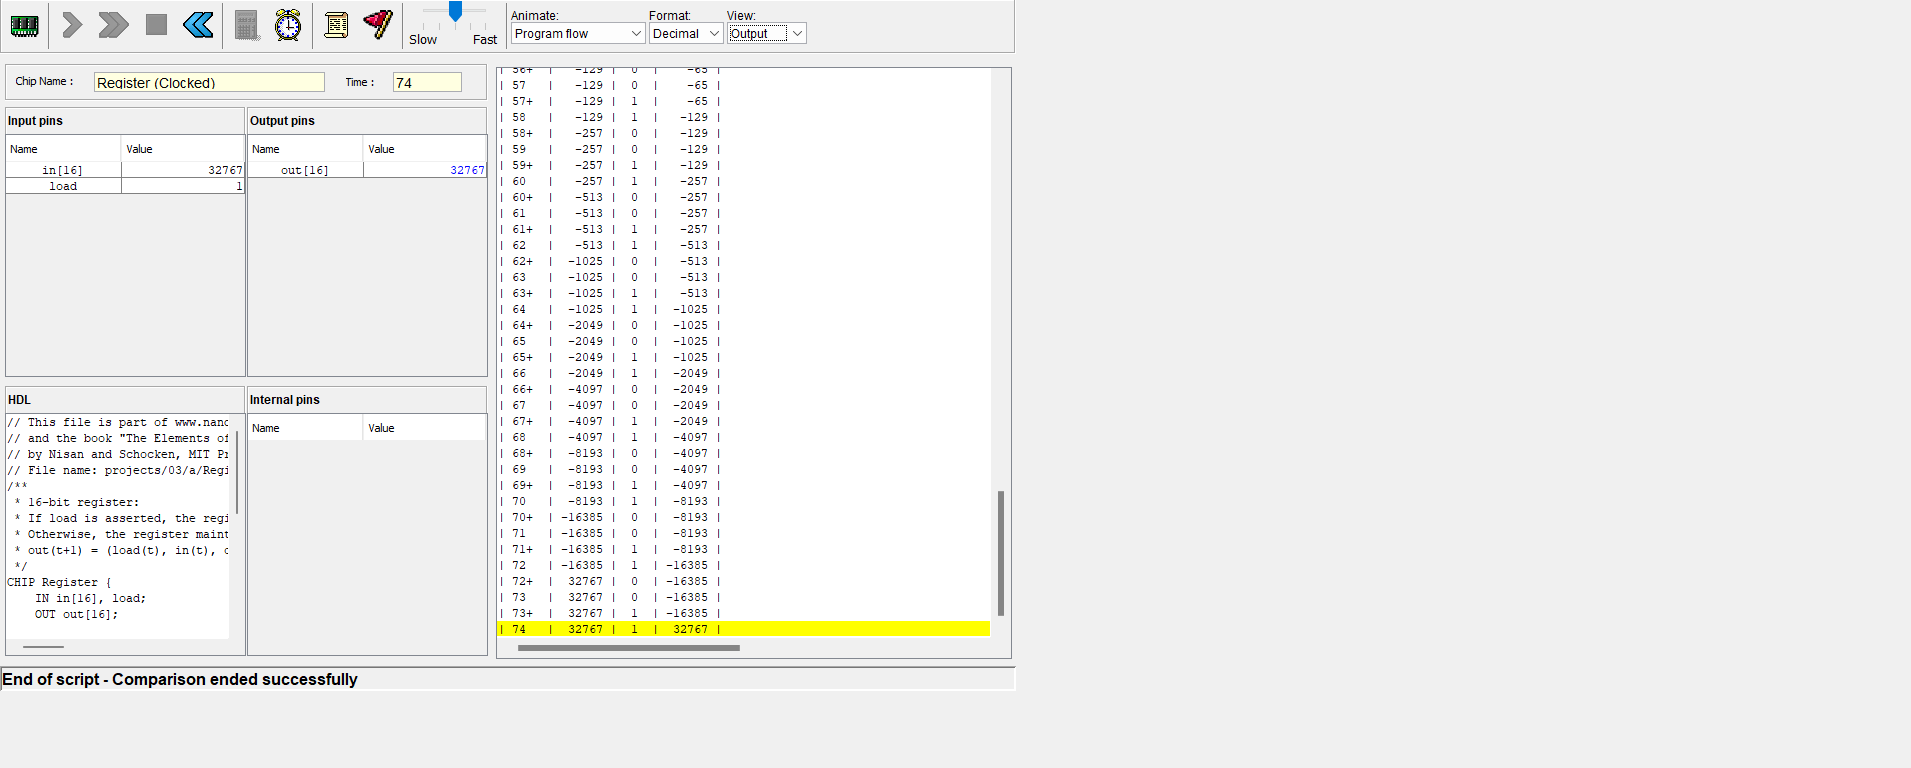 Slow Fast
Animate: Format: View:
Program flow Decimal Output
Chip Name : Register (Clocked) Time : 74
Input pins
Name Value
in[16] 32767
load 1
Output pins
Name Value
out[16] 32767
HDL
// This file is part of www.nand
// and the book "The Elements of
// by Nisan and Schocken, MIT Pr
// File name: projects/03/a/Regi
/**
* 16-bit register:
* If load is asserted, the regi
* Otherwise, the register maint
* out(t+1) = (load(t), in(t), o
*/
CHIP Register {
IN in[16], load;
OUT out[16];
Internal pins
Name Value
| 56+ | -129 | 0 | -65 |
| 57 | -129 | 0 | -65 |
| 57+ | -129 | 1 | -65 |
| 58 | -129 | 1 | -129 |
| 58+ | -257 | 0 | -129 |
| 59 | -257 | 0 | -129 |
| 59+ | -257 | 1 | -129 |
| 60 | -257 | 1 | -257 |
| 60+ | -513 | 0 | -257 |
| 61 | -513 | 0 | -257 |
| 61+ | -513 | 1 | -257 |
| 62 | -513 | 1 | -513 |
| 62+ | -1025 | 0 | -513 |
| 63 | -1025 | 0 | -513 |
| 63+ | -1025 | 1 | -513 |
| 64 | -1025 | 1 | -1025 |
| 64+ | -2049 | 0 | -1025 |
| 65 | -2049 | 0 | -1025 |
| 65+ | -2049 | 1 | -1025 |
| 66 | -2049 | 1 | -2049 |
| 66+ | -4097 | 0 | -2049 |
| 67 | -4097 | 0 | -2049 |
| 67+ | -4097 | 1 | -2049 |
| 68 | -4097 | 1 | -4097 |
| 68+ | -8193 | 0 | -4097 |
| 69 | -8193 | 0 | -4097 |
| 69+ | -8193 | 1 | -4097 |
| 70 | -8193 | 1 | -8193 |
| 70+ | -16385 | 0 | -8193 |
| 71 | -16385 | 0 | -8193 |
| 71+ | -16385 | 1 | -8193 |
| 72 | -16385 | 1 | -16385 |
| 72+ | 32767 | 0 | -16385 |
| 73 | 32767 | 0 | -16385 |
| 73+ | 32767 | 1 | -16385 |
| 74 | 32767 | 1 | 32767 |
End of script - Comparison ended successfully